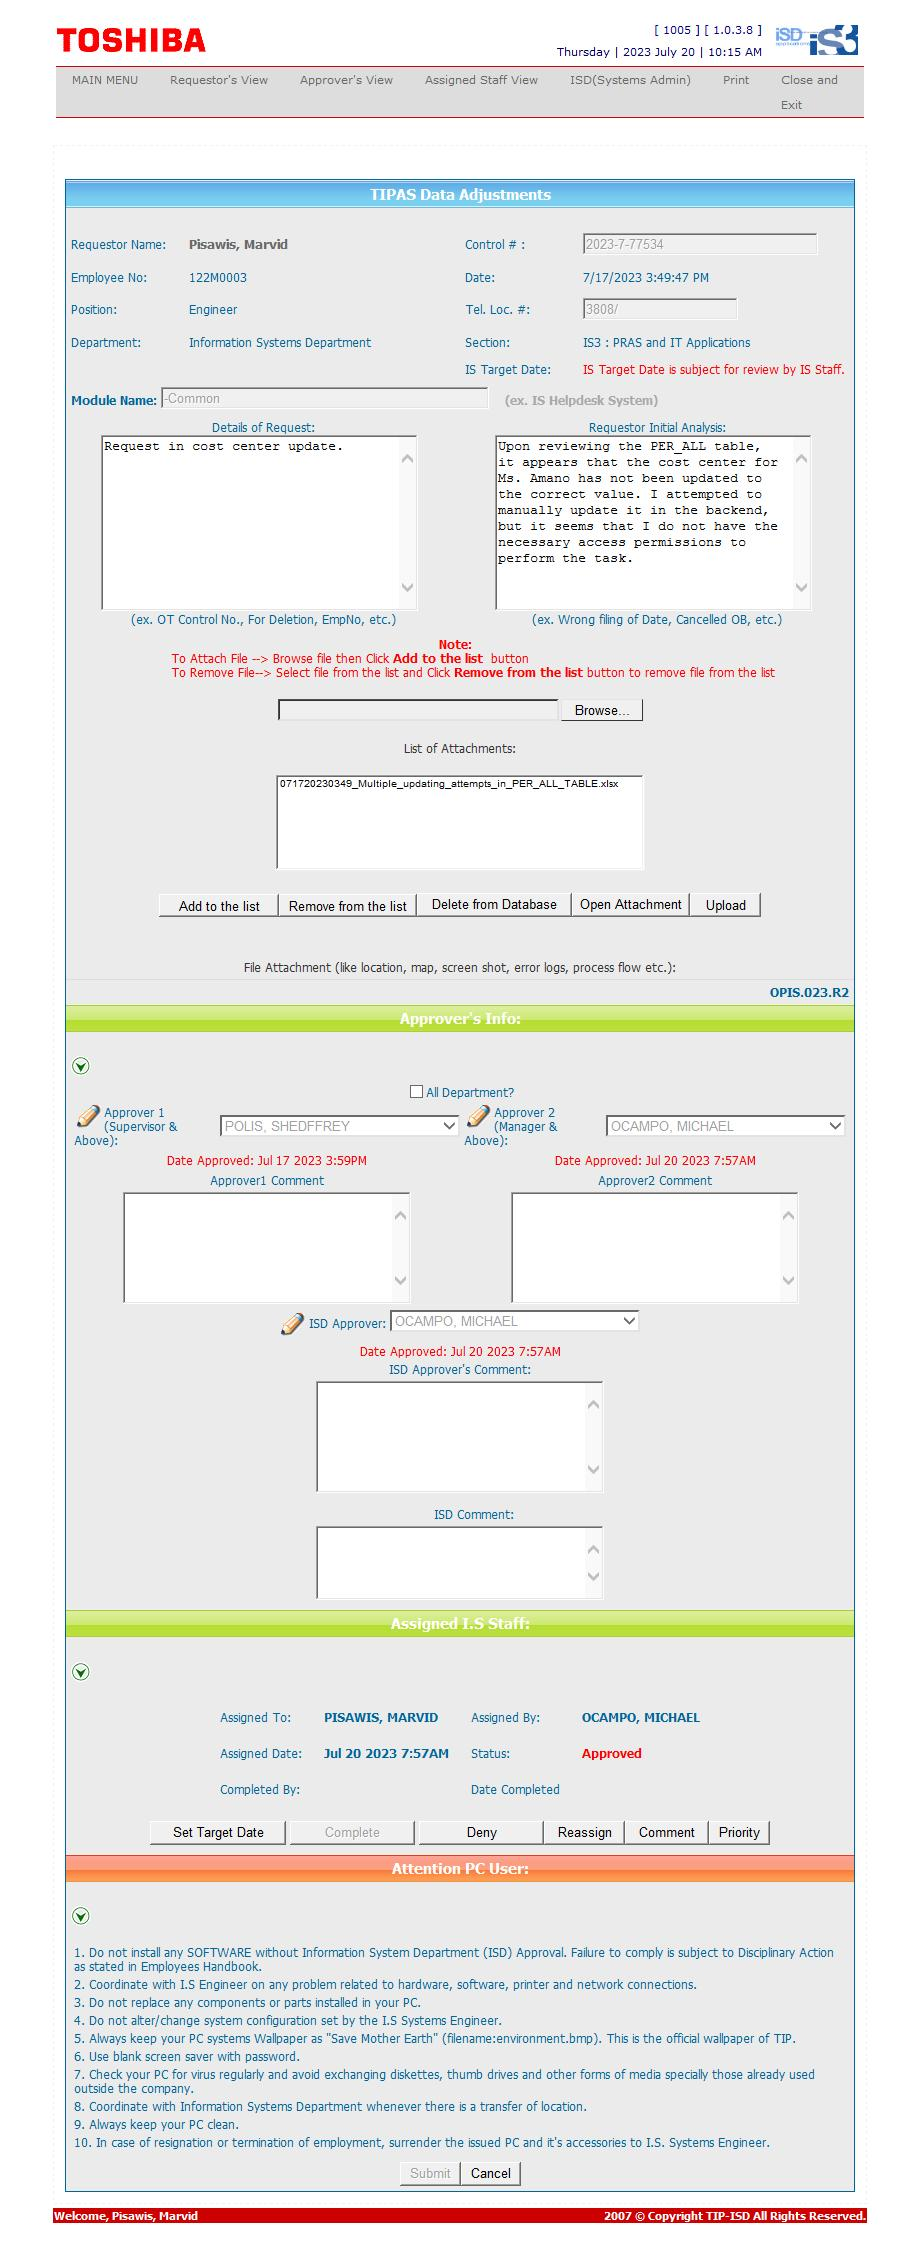 TOSHIBA
[ 1005 ] [ 1.0.3.8 ]
Thursday | 2023 July 20 | 10:15 AM
iSD
iS3
MAIN MENU Requestor's View Approver's View Assigned Staff View ISD(Systems Admin) Print Close and
Exit
TIPAS Data Adjustments
Requestor Name: Pisawis, Marvid Control # : 2023-7-77534
Employee No: 122M0003 Date: 7/17/2023 3:49:47 PM
Position: Engineer Tel. Loc. #: 3808/
Department: Information Systems Department Section: IS3 : PRAS and IT Applications
IS Target Date: IS Target Date is subject for review by IS Staff.
Module Name: -Common (ex. IS Helpdesk System)
Details of Request:
Request in cost center update.
(ex. OT Control No., For Deletion, EmpNo, etc.)
Requestor Initial Analysis:
Upon reviewing the PER_ALL table,
it appears that the cost center for
Ms. Amano has not been updated to
the correct value. I attempted to
manually update it in the backend,
but it seems that I do not have the
necessary access permissions to
perform the task.
(ex. Wrong filing of Date, Cancelled OB, etc.)
Note:
To Attach File --> Browse file then Click Add to the list button
To Remove File--> Select file from the list and Click Remove from the list button to remove file from the list
Browse...
List of Attachments:
071720230349_Multiple_updating_attempts_in_PER_ALL_TABLE.xlsx
Add to the list Remove from the list Delete from Database Open Attachment Upload
File Attachment (like location, map, screen shot, error logs, process flow etc.):
OPIS.023.R2
Approver's Info:
All Department?
Approver 1
(Supervisor &
Above):
POLIS, SHEDFFREY
Approver 2
(Manager &
Above):
OCAMPO, MICHAEL
Date Approved: Jul 17 2023 3:59PM Date Approved: Jul 20 2023 7:57AM
Approver1 Comment Approver2 Comment
ISD Approver: OCAMPO, MICHAEL
Date Approved: Jul 20 2023 7:57AM
ISD Approver's Comment:
ISD Comment:
Assigned I.S Staff:
Assigned To: PISAWIS, MARVID Assigned By: OCAMPO, MICHAEL
Assigned Date: Jul 20 2023 7:57AM Status: Approved
Completed By: Date Completed
Set Target Date Complete Deny Reassign Comment Priority
Attention PC User:
1. Do not install any SOFTWARE without Information System Department (ISD) Approval. Failure to comply is subject to Disciplinary Action
as stated in Employees Handbook.
2. Coordinate with I.S Engineer on any problem related to hardware, software, printer and network connections.
3. Do not replace any components or parts installed in your PC.
4. Do not alter/change system configuration set by the I.S Systems Engineer.
5. Always keep your PC systems Wallpaper as "Save Mother Earth" (filename:environment.bmp). This is the official wallpaper of TIP.
6. Use blank screen saver with password.
7. Check your PC for virus regularly and avoid exchanging diskettes, thumb drives and other forms of media specially those already used
outside the company.
8. Coordinate with Information Systems Department whenever there is a transfer of location.
9. Always keep your PC clean.
10. In case of resignation or termination of employment, surrender the issued PC and it's accessories to I.S. Systems Engineer.
Submit Cancel
Welcome, Pisawis, Marvid 2007 © Copyright TIP-ISD All Rights Reserved.